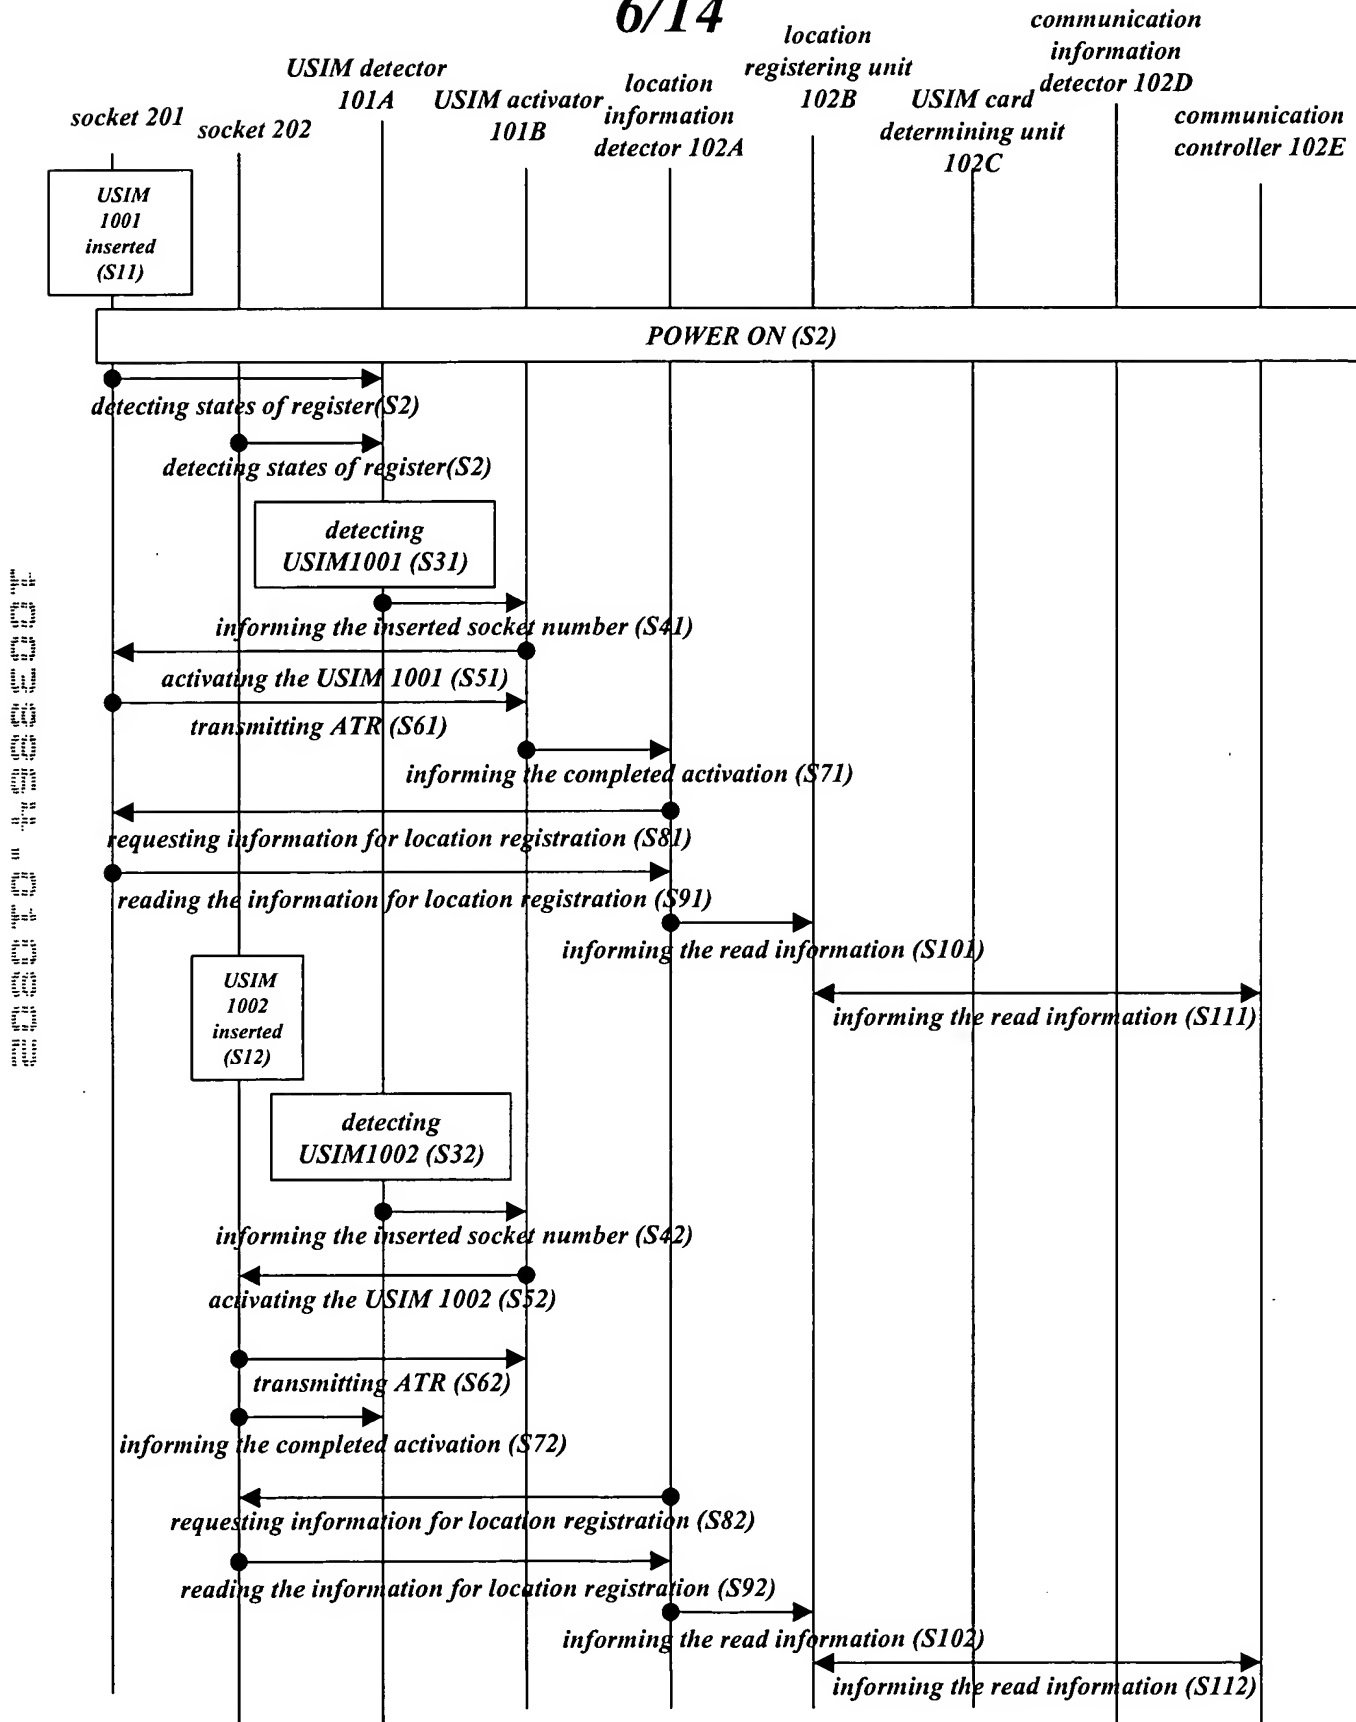 6/14
socket 201
socket 202
USIM detector
101A
USIM activator
101B
location
information
detector 102A
location
registering unit
102B
USIM card
determining unit
102C
communication
information
detector 102D
communication
controller 102E
USIM
1001
inserted
(S11)
POWER ON (S2)
detecting states of register(S2)
detecting states of register(S2)
detecting
USIM1001 (S31)
informing the inserted socket number (S41)
activating the USIM 1001 (S51)
transmitting ATR (S61)
informing the completed activation (S71)
requesting information for location registration (S81)
reading the information for location registration (S91)
informing the read information (S101)
USIM
1002
inserted
(S12)
informing the read information (S111)
detecting
USIM1002 (S32)
informing the inserted socket number (S42)
activating the USIM 1002 (S52)
transmitting ATR (S62)
informing the completed activation (S72)
requesting information for location registration (S82)
reading the information for location registration (S92)
informing the read information (S102)
informing the read information (S112)